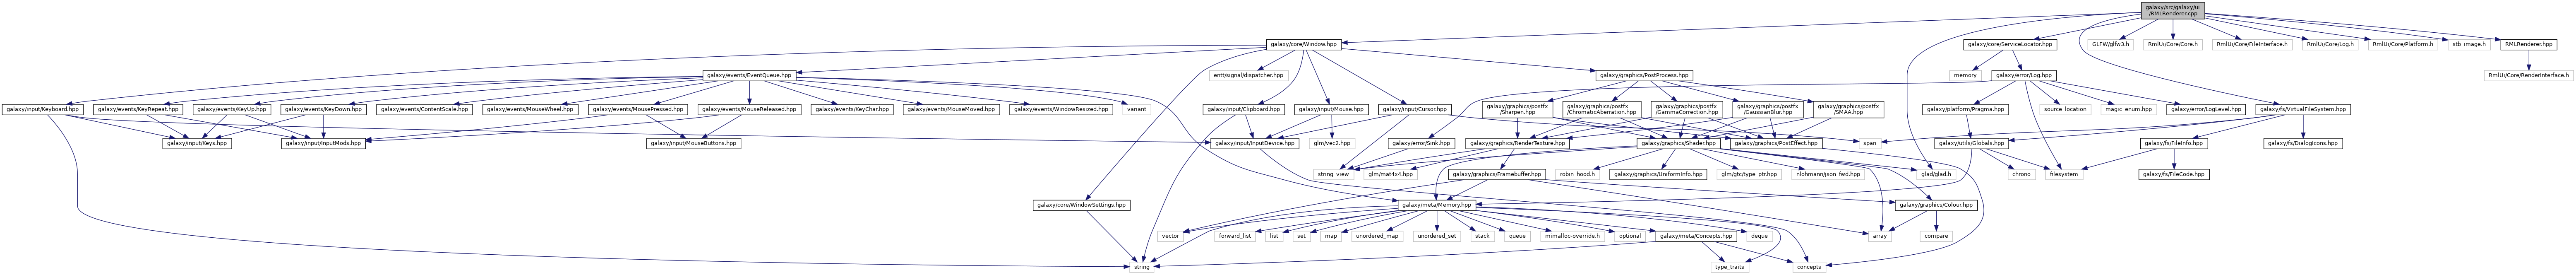 galaxy/src/galaxy/ui
/RMLRenderer.cpp
galaxy/core/Window.hpp
galaxy/core/ServiceLocator.hpp
GLFW/glfw3.h
RmlUi/Core/Core.h
RmlUi/Core/FileInterface.h
RmlUi/Core/Log.h
RmlUi/Core/Platform.h
stb_image.h
RMLRenderer.hpp
galaxy/events/EventQueue.hpp
entt/signal/dispatcher.hpp
galaxy/graphics/PostProcess.hpp
memory
galaxy/error/Log.hpp
RmlUi/Core/RenderInterface.h
galaxy/input/Keyboard.hpp
galaxy/events/KeyRepeat.hpp
galaxy/events/KeyUp.hpp
galaxy/events/KeyDown.hpp
galaxy/events/ContentScale.hpp
galaxy/events/MouseWheel.hpp
galaxy/events/MousePressed.hpp
galaxy/events/MouseReleased.hpp
galaxy/events/KeyChar.hpp
galaxy/events/MouseMoved.hpp
galaxy/events/WindowResized.hpp
variant
galaxy/input/Clipboard.hpp
galaxy/input/Mouse.hpp
galaxy/input/Cursor.hpp
galaxy/graphics/postfx
/Sharpen.hpp
galaxy/graphics/postfx
/ChromaticAberration.hpp
galaxy/graphics/postfx
/GammaCorrection.hpp
galaxy/graphics/postfx
/GaussianBlur.hpp
galaxy/graphics/postfx
/SMAA.hpp
galaxy/platform/Pragma.hpp
source_location
magic_enum.hpp
galaxy/error/LogLevel.hpp
galaxy/fs/VirtualFileSystem.hpp
galaxy/input/Keys.hpp
galaxy/input/InputMods.hpp
galaxy/input/MouseButtons.hpp
galaxy/input/InputDevice.hpp
glm/vec2.hpp
galaxy/error/Sink.hpp
galaxy/graphics/RenderTexture.hpp
galaxy/graphics/Shader.hpp
galaxy/graphics/PostEffect.hpp
span
galaxy/utils/Globals.hpp
galaxy/fs/FileInfo.hpp
galaxy/fs/DialogIcons.hpp
string_view
glm/mat4x4.hpp
galaxy/graphics/Framebuffer.hpp
robin_hood.h
galaxy/graphics/UniformInfo.hpp
glm/gtc/type_ptr.hpp
nlohmann/json_fwd.hpp
glad/glad.h
chrono
filesystem
galaxy/fs/FileCode.hpp
galaxy/core/WindowSettings.hpp
galaxy/meta/Memory.hpp
galaxy/graphics/Colour.hpp
vector
forward_list
list
set
map
unordered_map
unordered_set
stack
queue
mimalloc-override.h
optional
galaxy/meta/Concepts.hpp
deque
array
compare
string
type_traits
concepts